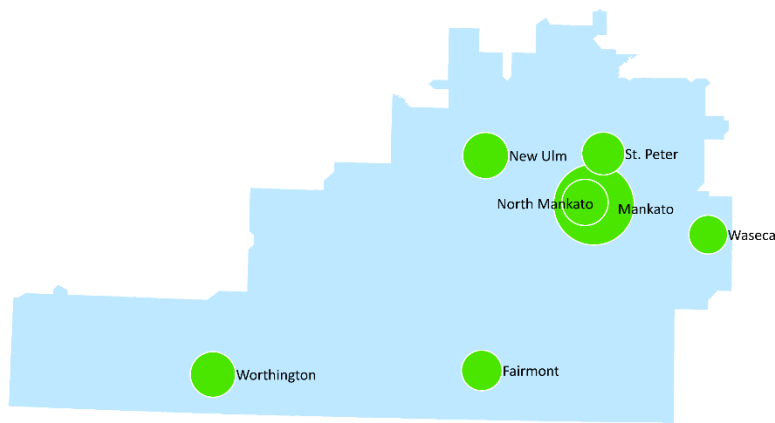 New Ulm
St. Peter
North Mankato
Mankato
Waseca
Worthington
Fairmont